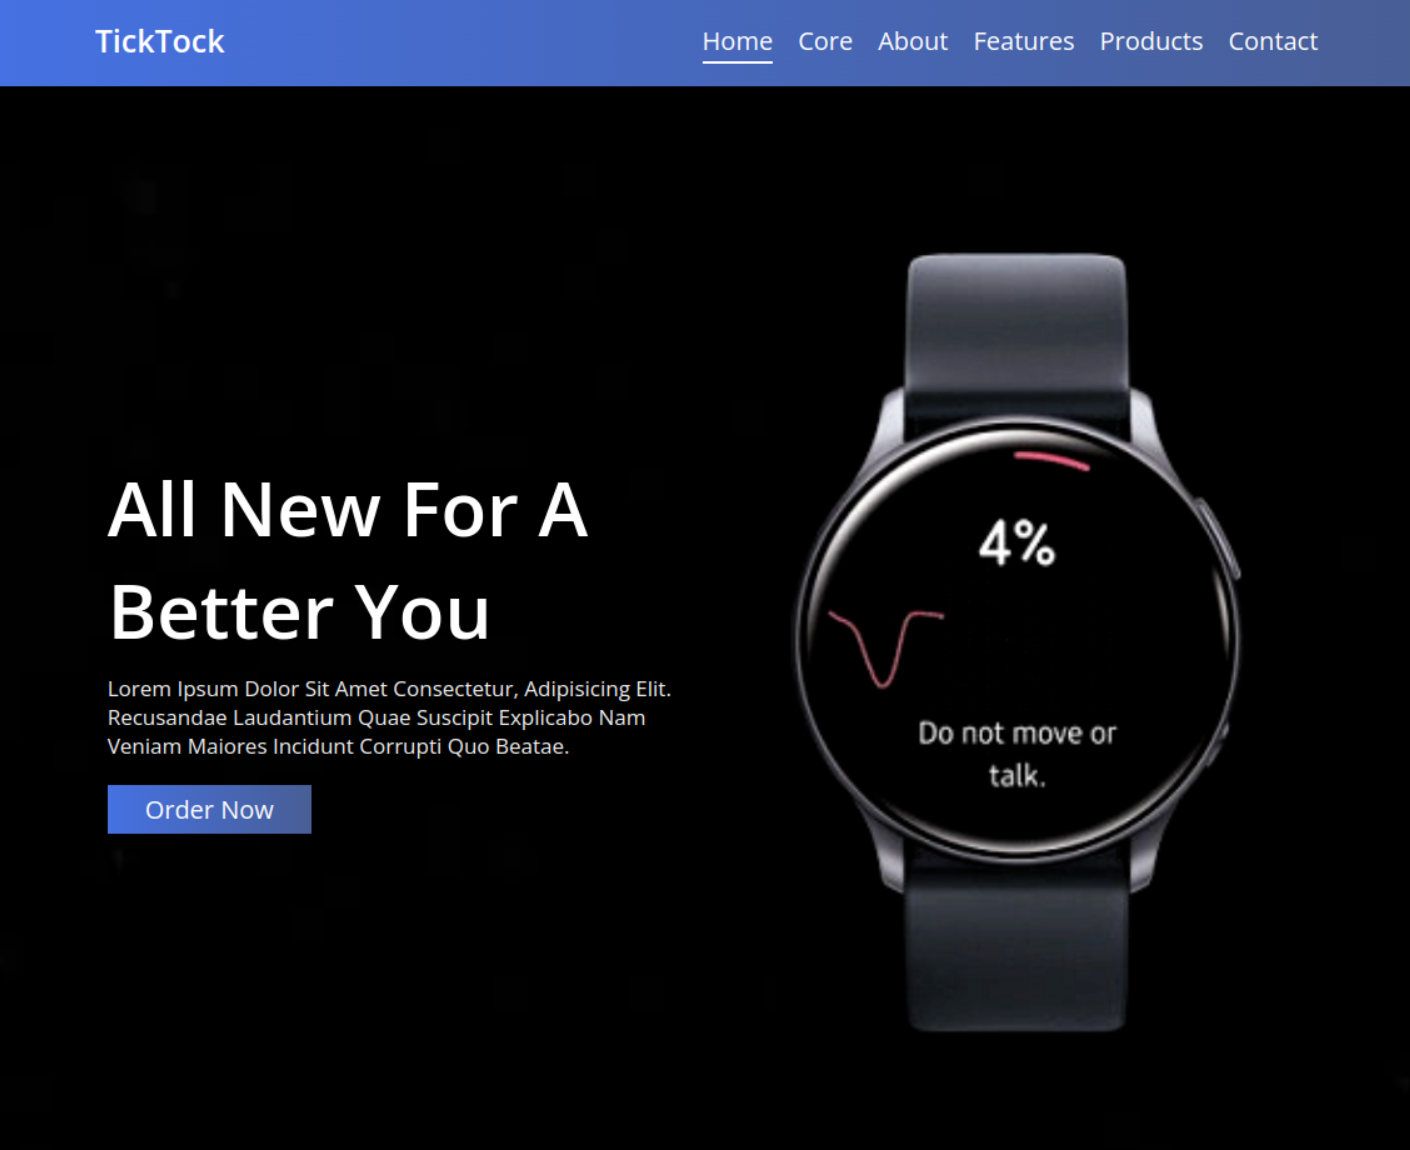 TickTock
Home Core About Features Products Contact
All New For A
Better You
Lorem Ipsum Dolor Sit Amet Consectetur, Adipisicing Elit.
Recusandae Laudantium Quae Suscipit Explicabo Nam
Veniam Maiores Incidunt Corrupti Quo Beatae.
Order Now
4%
Do not move or
talk.